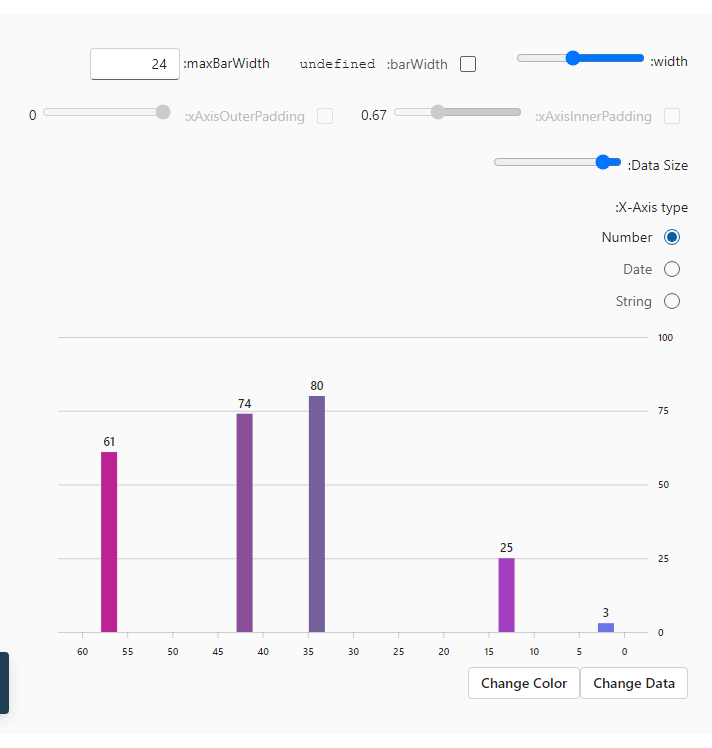 width:
barWidth: undefined
maxBarWidth: 24
xAxisInnerPadding: 0.67
xAxisOuterPadding: 0
Data Size:
X-Axis type:
Number
Date
String
100
75
50
25
0
61
74
80
25
3
60 55 50 45 40 35 30 25 20 15 10 5 0
Change Color Change Data